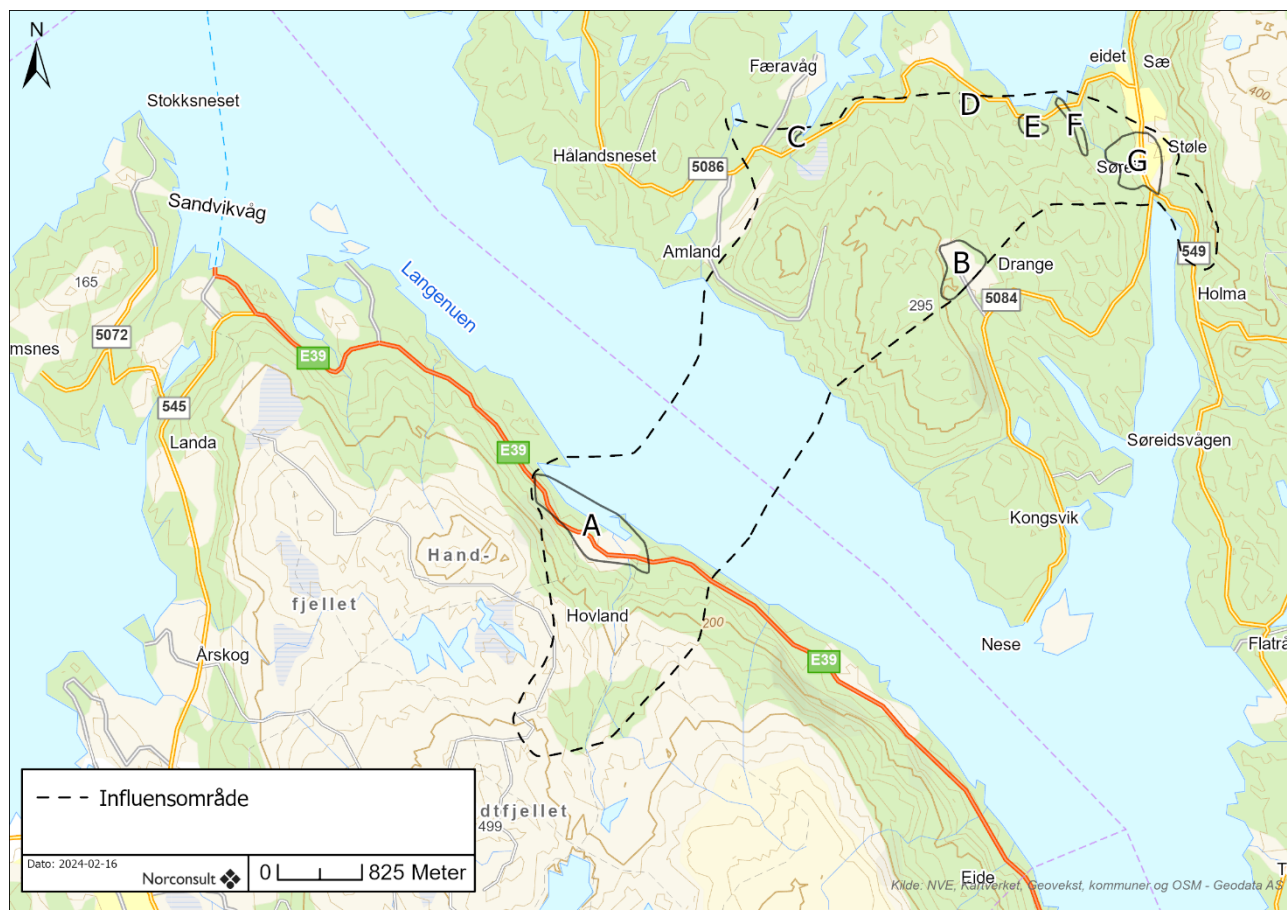 N
Stokksneset
Sandvikvåg
165
5072
msnes
545
Landa
E39
Langenuen
E39
Hand-
fjellet
Årskog
Hovland
A
200
E39
dtfjellet
499
Eide
Færavåg
Hålandsneset
5086
C
Amland
D
E
F
eidet
Sæ
400
Støle
G
Sørei
B
Drange
295
5084
549
Holma
Søreidsvågen
Kongsvik
Nese
Flatrå
T
Influensområde
Dato: 2024-02-16
Norconsult
0 825 Meter
Kilde: NVE, Kartverket, Geovekst, kommuner og OSM - Geodata AS